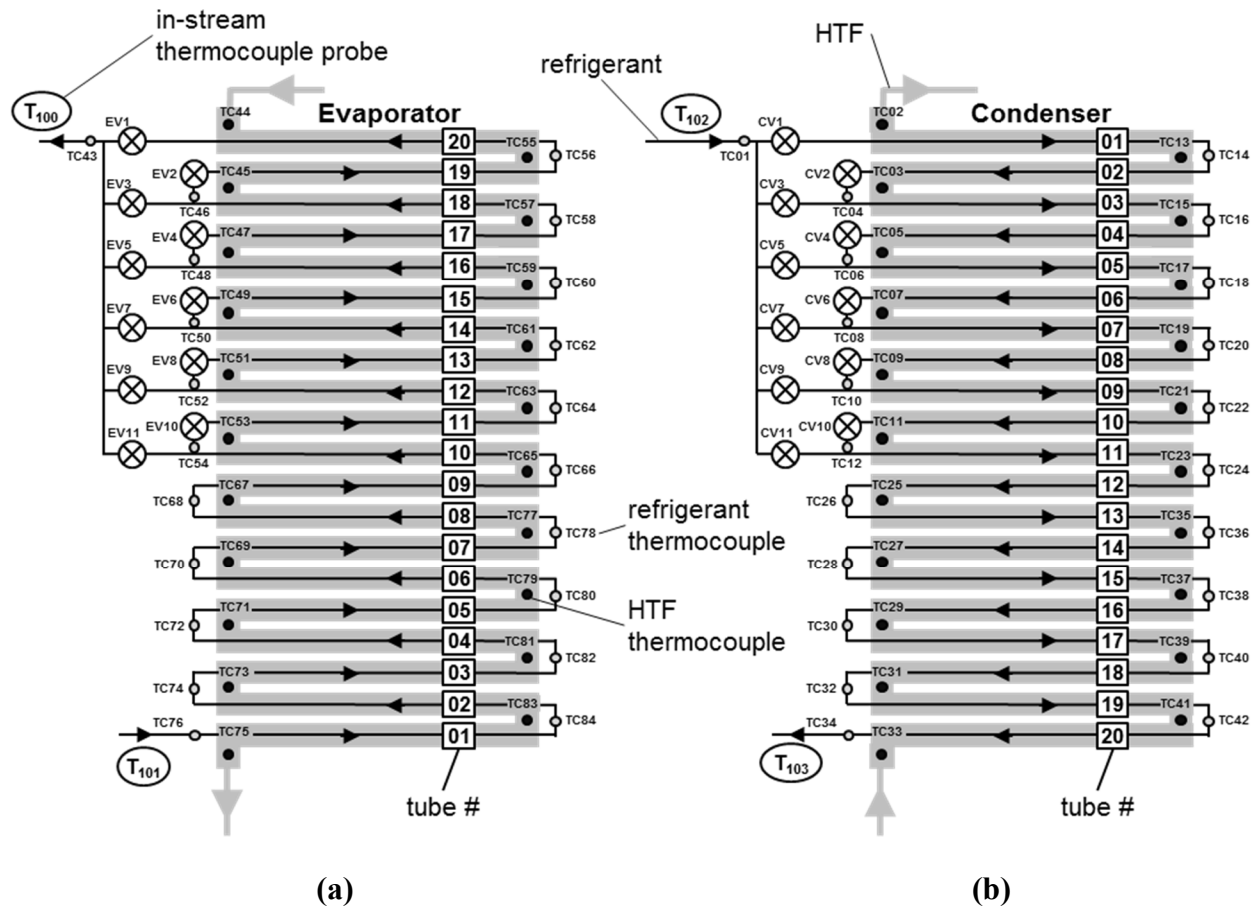 in-stream
thermocouple probe
T100
TC43
EV1
TC44
Evaporator
20
TC55
TC56
EV2
TC45
19
EV3
TC46
18
TC57
TC58
EV4
TC47
17
EV5
TC48
16
TC59
TC60
EV6
TC49
15
EV7
TC50
14
TC61
TC62
EV8
TC51
13
EV9
TC52
12
TC63
TC64
EV10
TC53
11
EV11
TC54
10
TC65
TC66
TC67
09
TC68
08
TC77
TC78
TC69
07
TC70
06
TC79
TC80
TC71
05
TC72
04
TC81
TC82
TC73
03
TC74
02
TC83
TC84
TC76
TC75
01
T101
tube #
refrigerant
thermocouple
HTF
thermocouple
(a)
refrigerant
HTF
T102
TC01
CV1
TC02
Condenser
01
TC13
TC14
CV2
TC03
02
CV3
TC04
03
TC15
TC16
CV4
TC05
04
CV5
TC06
05
TC17
TC18
CV6
TC07
06
CV7
TC08
07
TC19
TC20
CV8
TC09
08
CV9
TC10
09
TC21
TC22
CV10
TC11
10
CV11
TC12
11
TC23
TC24
TC25
12
TC26
13
TC35
TC36
TC27
14
TC28
15
TC37
TC38
TC29
16
TC30
17
TC39
TC40
TC31
18
TC32
19
TC41
TC42
TC34
TC33
20
T103
tube #
(b)